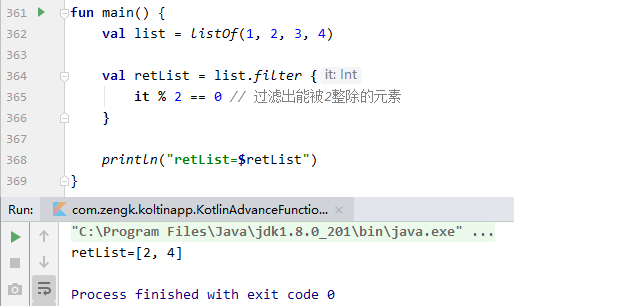 361 fun main() {
362 val list = listOf(1, 2, 3, 4)
363
364 val retList = list.filter { it: Int
365 it % 2 == 0 // 过滤出能被2整除的元素
366 }
367
368 println("retList=$retList")
369 }
Run: com.zengk.koltinapp.KotlinAdvanceFunctio... ×
"C:\Program Files\Java\jdk1.8.0_201\bin\java.exe" ...
retList=[2, 4]
Process finished with exit code 0